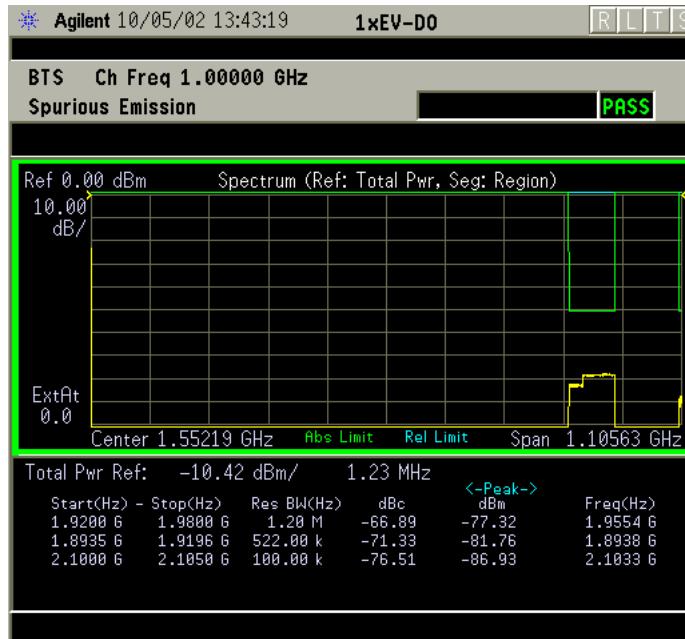 Agilent 10/05/02 13:43:19 1xEV-DO R L T S
BTS Ch Freq 1.00000 GHz
Spurious Emission PASS
Ref 0.00 dBm Spectrum (Ref: Total Pwr, Seg: Region)
10.00
dB/
ExtAt
0.0
Center 1.55219 GHz Abs Limit Rel Limit Span 1.10563 GHz
Total Pwr Ref: -10.42 dBm/ 1.23 MHz
<-Peak->
Start(Hz) - Stop(Hz) Res BW(Hz) dBc dBm Freq(Hz)
1.9200 G 1.9800 G 1.20 M -66.89 -77.32 1.9554 G
1.8935 G 1.9196 G 522.00 k -71.33 -81.76 1.8938 G
2.1000 G 2.1050 G 100.00 k -76.51 -86.93 2.1033 G